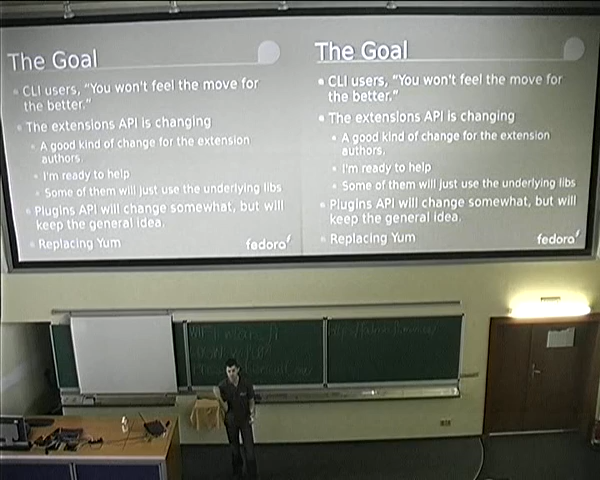 The Goal
CLI users, “You won't feel the move for
the better.”
The extensions API is changing
A good kind of change for the extension
authors.
I'm ready to help
Some of them will just use the underlying libs
Plugins API will change somewhat, but will
keep the general idea.
Replacing Yum
fedora
The Goal
CLI users, “You won't feel the move for
the better.”
The extensions API is changing
A good kind of change for the extension
authors.
I'm ready to help
Some of them will just use the underlying libs
Plugins API will change somewhat, but will
keep the general idea.
Replacing Yum
fedora